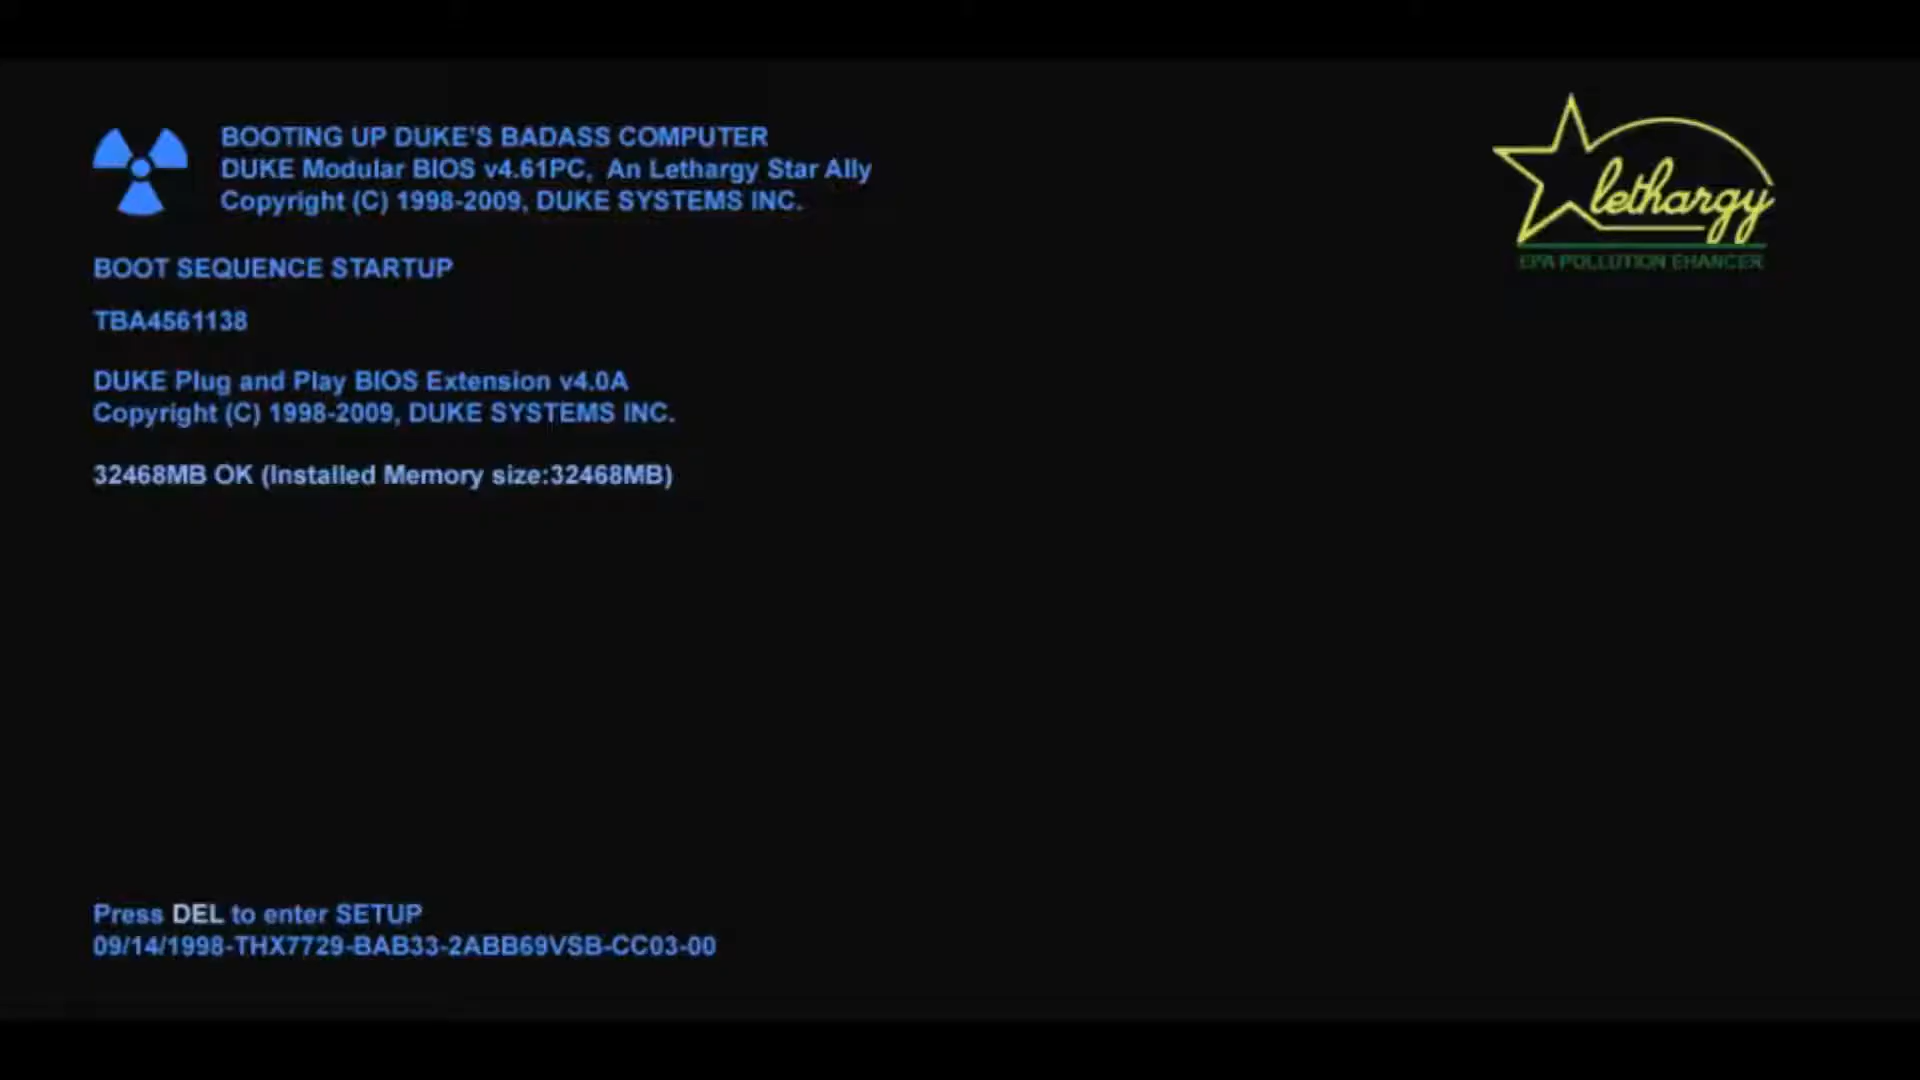 BOOTING UP DUKE'S BADASS COMPUTER
DUKE Modular BIOS v4.61PC, An Lethargy Star Ally
Copyright (C) 1998-2009, DUKE SYSTEMS INC.
lethargy
EPA POLLUTION EHANCER
BOOT SEQUENCE STARTUP
TBA4561138
DUKE Plug and Play BIOS Extension v4.0A
Copyright (C) 1998-2009, DUKE SYSTEMS INC.
32468MB OK (Installed Memory size:32468MB)
Press DEL to enter SETUP
09/14/1998-THX7729-BAB33-2ABB69VSB-CC03-00